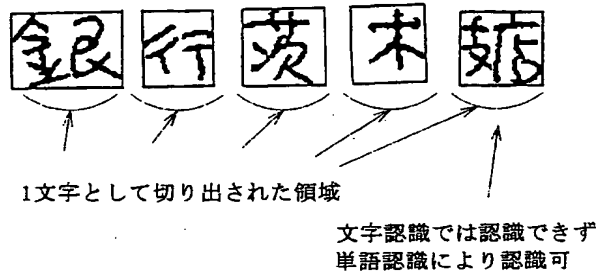 銀行茨木支店
1文字として切り出された領域
文字認識では認識できず
単語認識により認識可